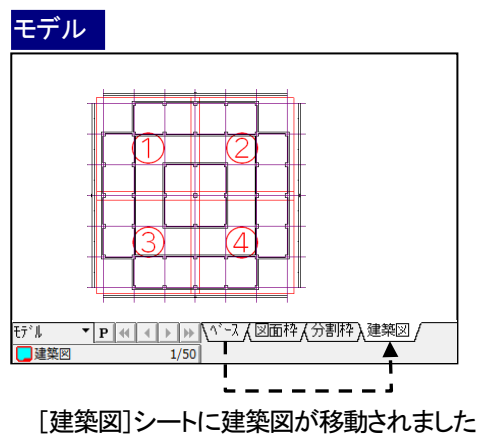 モデル
① ②
③ ④
ﾓﾃﾞﾙ P ﾍﾞｰｽ 図面枠 分割枠 建築図
建築図 1/50
［建築図］シートに建築図が移動されました